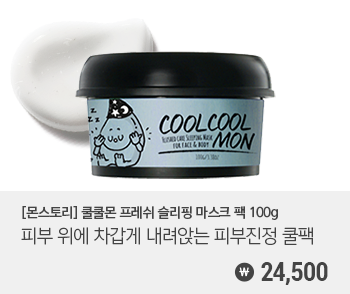 COOLCOOL
MON
FOR FACE & BODY
[몬스토리] 쿨쿨몬 프레쉬 슬리핑 마스크 팩 100g
피부 위에 차갑게 내려앉는 피부진정 쿨팩
₩ 24,500